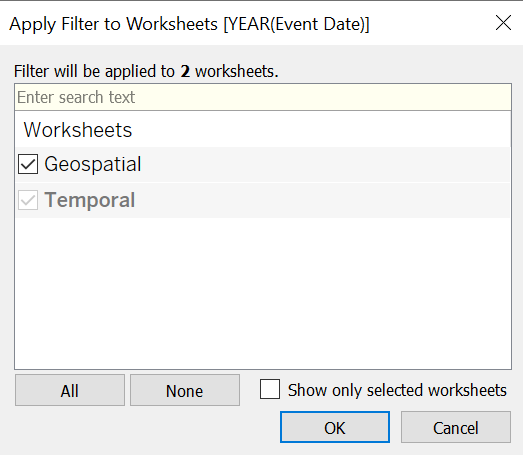 Apply Filter to Worksheets [YEAR(Event Date)]
Filter will be applied to 2 worksheets.
Enter search text
Worksheets
Geospatial
Temporal
All None Show only selected worksheets
OK Cancel